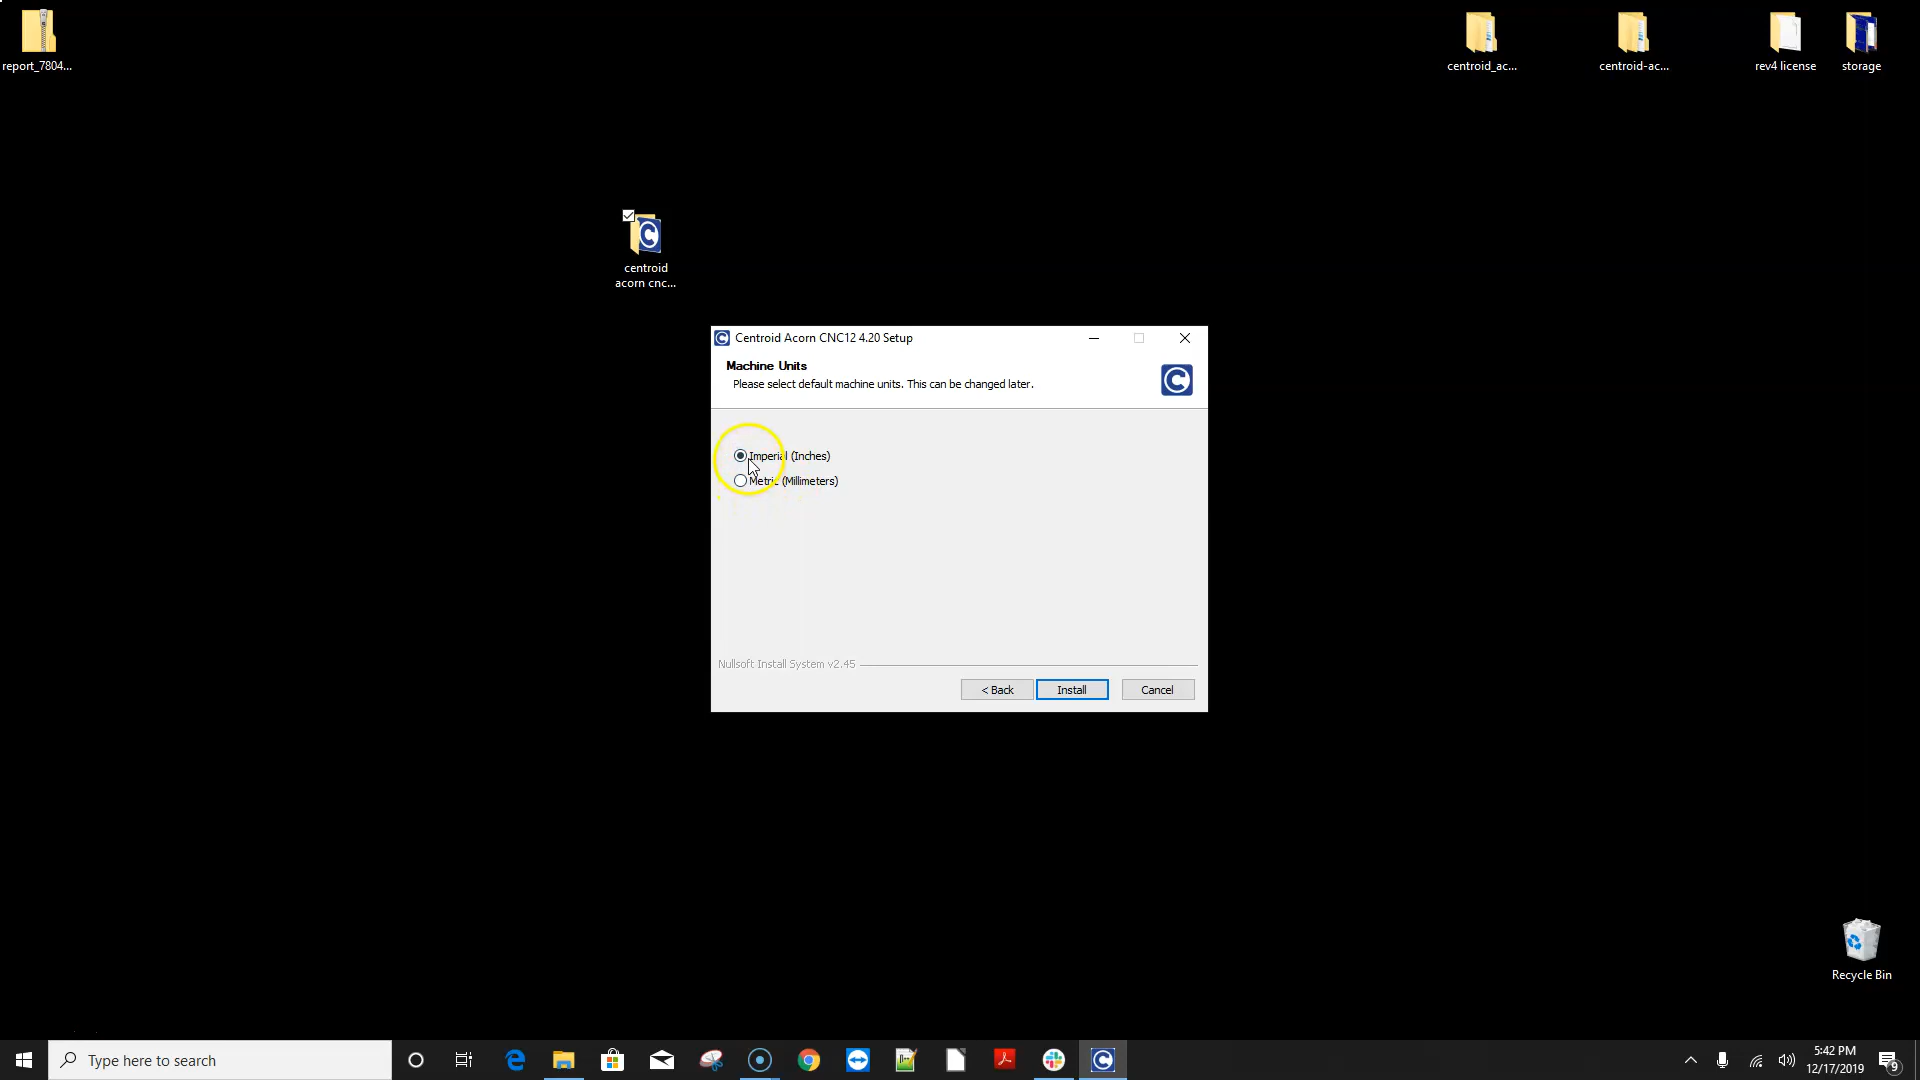 report_7804...
centroid_ac...
centroid-ac...
rev4 license
storage
centroid
acorn cnc...
Centroid Acorn CNC12 4.20 Setup
Machine Units
Please select default machine units. This can be changed later.
Imperial (Inches)
Metric (Millimeters)
Nullsoft Install System v2.45
< Back
Install
Cancel
Recycle Bin
Type here to search
5:42 PM
12/17/2019
9